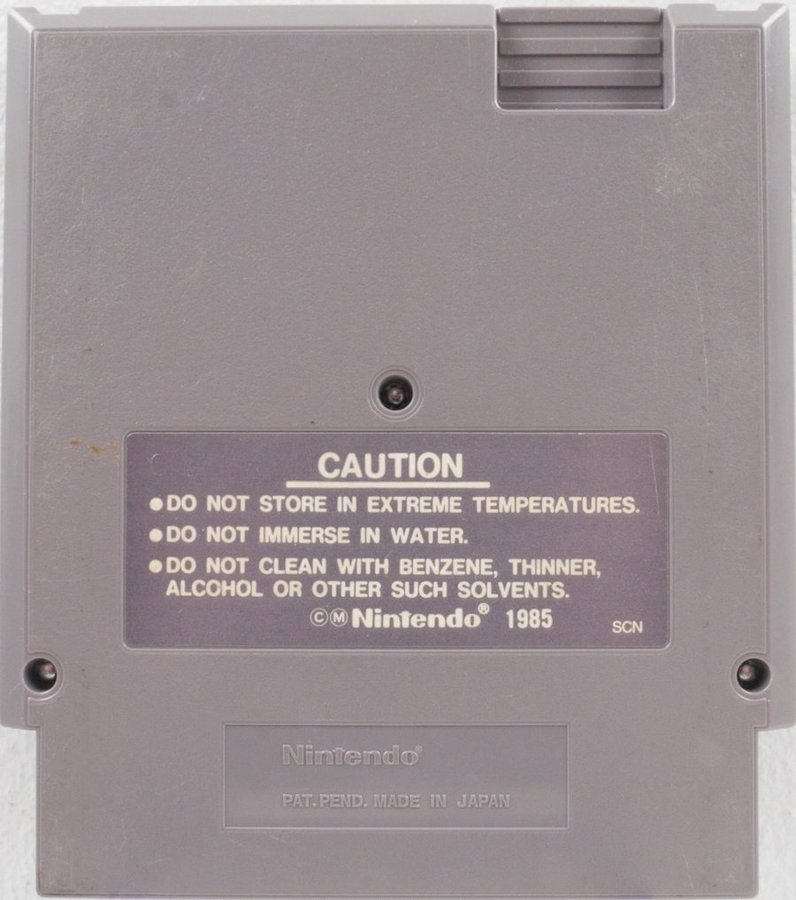 CAUTION
●DO NOT STORE IN EXTREME TEMPERATURES.
●DO NOT IMMERSE IN WATER.
●DO NOT CLEAN WITH BENZENE, THINNER,
ALCOHOL OR OTHER SUCH SOLVENTS.
ⒸⓂNintendo® 1985 SCN
Nintendo®
PAT. PEND. MADE IN JAPAN